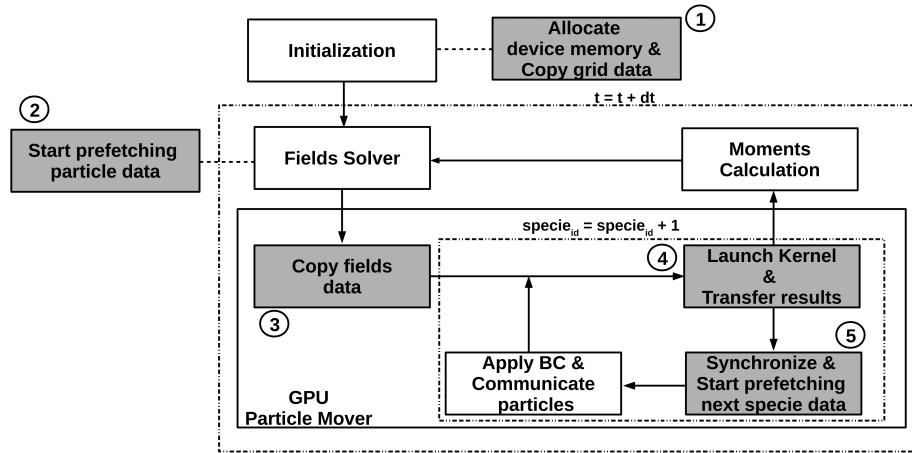 1
Initialization
Allocate
device memory &
Copy grid data
t = t + dt
2
Start prefetching
particle data
Fields Solver
Moments
Calculation
specie_id = specie_id + 1
Copy fields
data
3
4
Launch Kernel
&
Transfer results
5
Apply BC &
Communicate
particles
Synchronize &
Start prefetching
next specie data
GPU
Particle Mover